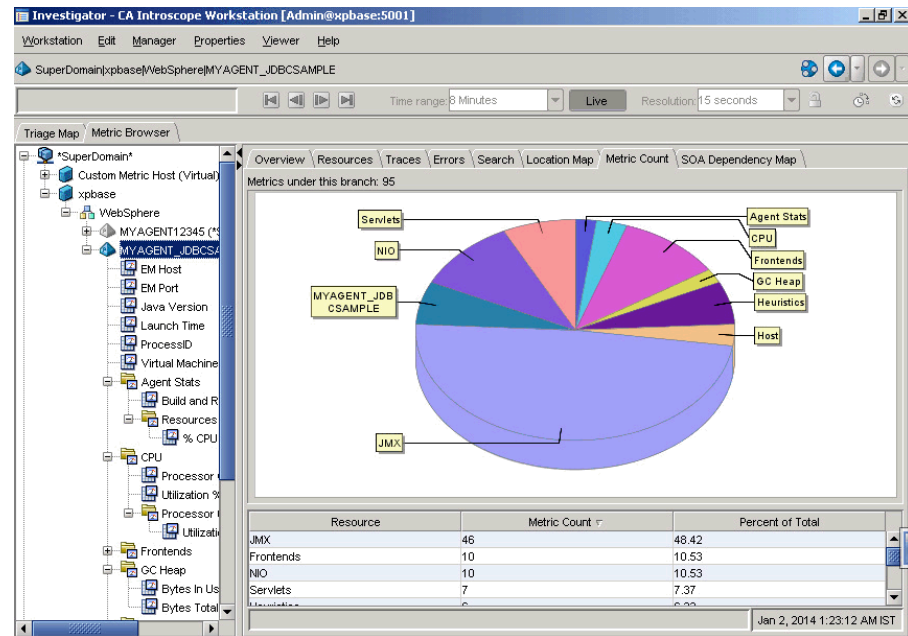 Investigator - CA Introscope Workstation [Admin@xpbase:5001]
Workstation Edit Manager Properties Viewer Help
SuperDomain|xpbase|WebSphere|MYAGENT_JDBCSAMPLE
Time range: 8 Minutes Live Resolution: 15 seconds
Triage Map Metric Browser
*SuperDomain*
Custom Metric Host (Virtual)
xpbase
WebSphere
MYAGENT12345 (*S
MYAGENT_JDBCSA
EM Host
EM Port
Java Version
Launch Time
ProcessID
Virtual Machine
Agent Stats
Build and R
Resources
% CPU
CPU
Processor
Utilization %
Processor
Utilizati
Frontends
GC Heap
Bytes In Us
Bytes Total
Overview Resources Traces Errors Search Location Map Metric Count SOA Dependency Map
Metrics under this branch: 95
Servlets
NIO
MYAGENT_JDB
CSAMPLE
JMX
Agent Stats
CPU
Frontends
GC Heap
Heuristics
Host
Resource Metric Count Percent of Total
JMX 46 48.42
Frontends 10 10.53
NIO 10 10.53
Servlets 7 7.37
Jan 2, 2014 1:23:12 AM IST